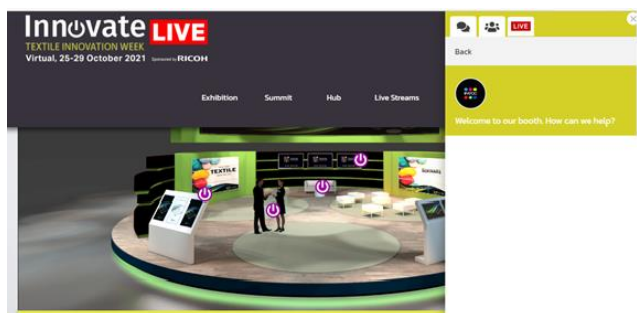 Innovate LIVE
TEXTILE INNOVATION WEEK
Virtual, 25-29 October 2021 Sponsored by RICOH
Exhibition Summit Hub Live Streams
LIVE
Back
Welcome to our booth. How can we help?
TEXTILE